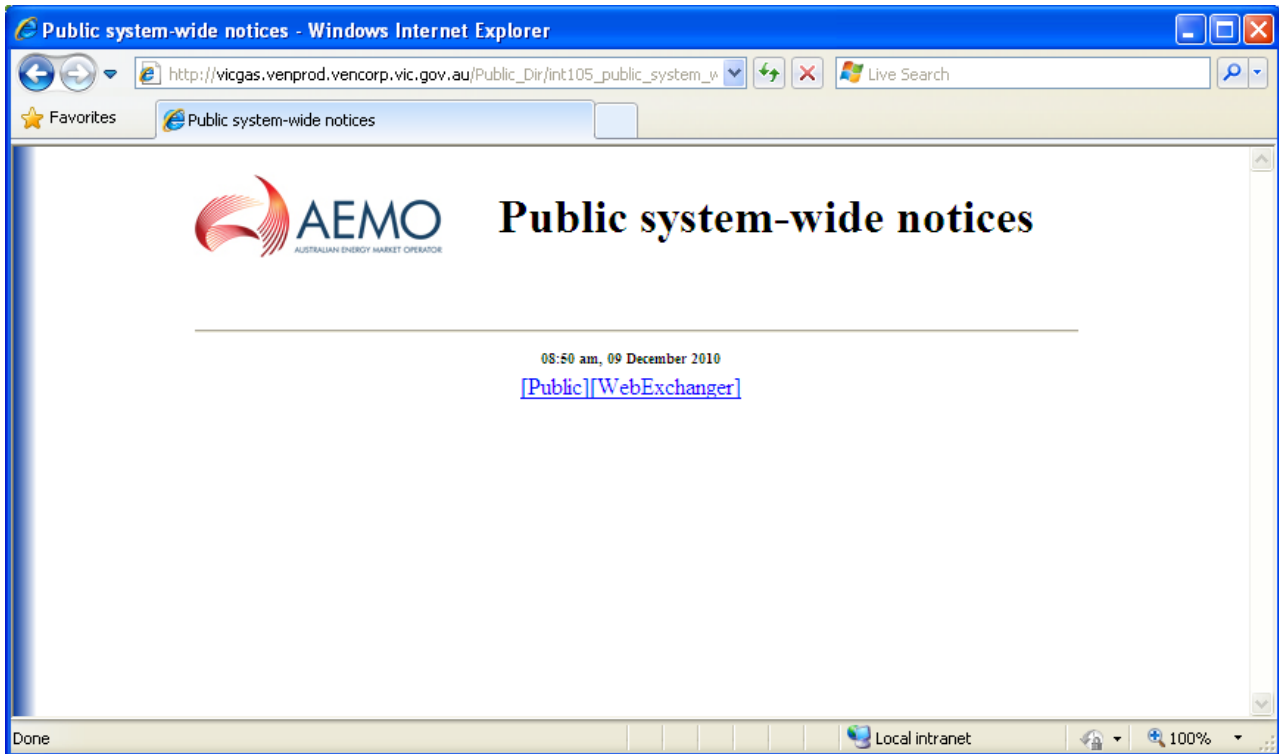 Public system-wide notices - Windows Internet Explorer
http://vicgas.venprod.vencorp.vic.gov.au/Public_Dir/int105_public_system_w
Live Search
Favorites
Public system-wide notices
AEMO
AUSTRALIAN ENERGY MARKET OPERATOR
Public system-wide notices
08:50 am, 09 December 2010
[Public][WebExchanger]
Done
Local intranet
100%